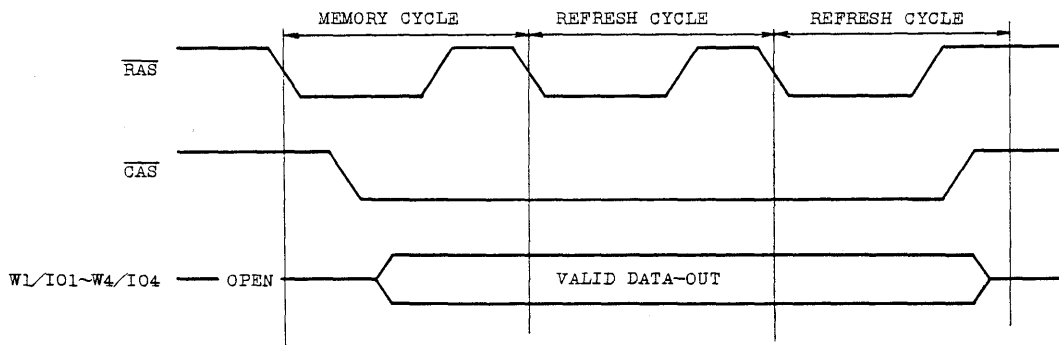 MEMORY CYCLE REFRESH CYCLE REFRESH CYCLE
RAS
CAS
W1/IO1~W4/IO4 OPEN VALID DATA-OUT